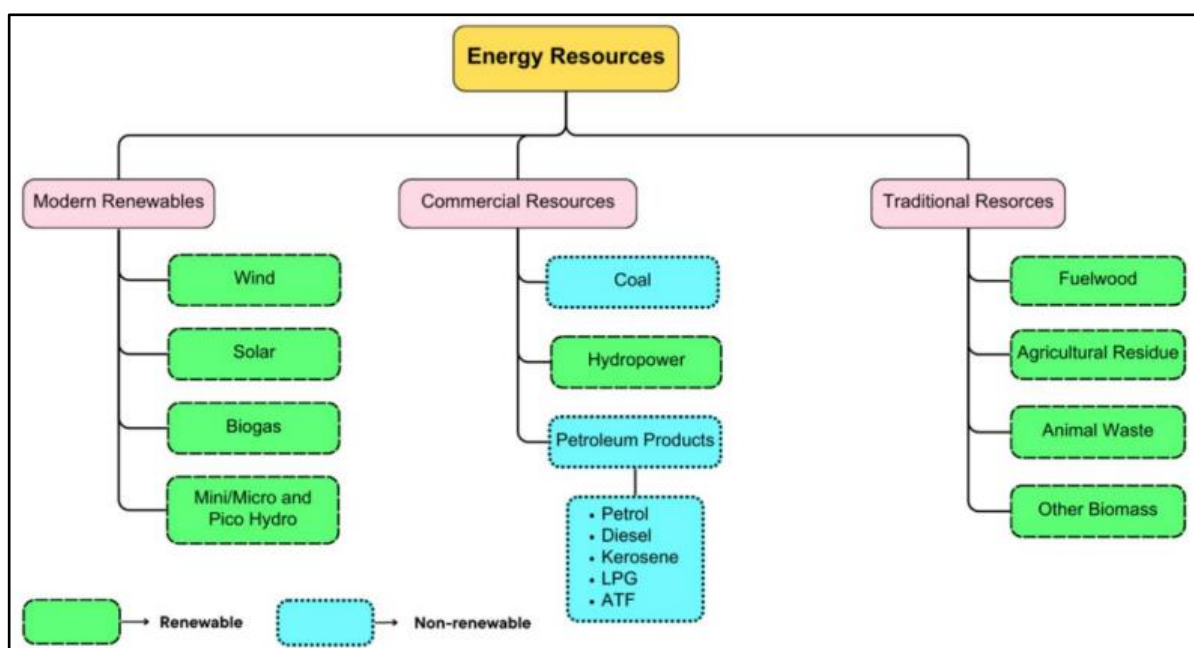 Energy Resources
Modern Renewables
Commercial Resources
Traditional Resorces
Wind
Solar
Biogas
Mini/Micro and
Pico Hydro
Coal
Hydropower
Petroleum Products
• Petrol
• Diesel
• Kerosene
• LPG
• ATF
Fuelwood
Agricultural Residue
Animal Waste
Other Biomass
Renewable
Non-renewable